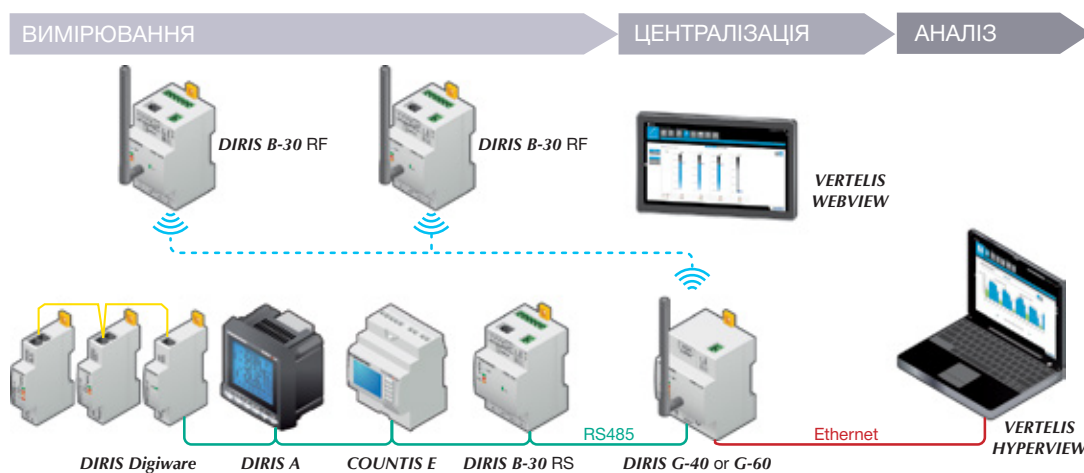 ВИМІРЮВАННЯ
ЦЕНТРАЛІЗАЦІЯ
АНАЛІЗ
DIRIS B-30 RF
DIRIS B-30 RF
VERTELIS
WEBVIEW
RS485
Ethernet
DIRIS Digiware
DIRIS A
COUNTIS E
DIRIS B-30 RS
DIRIS G-40 or G-60
VERTELIS
HYPERVIEW